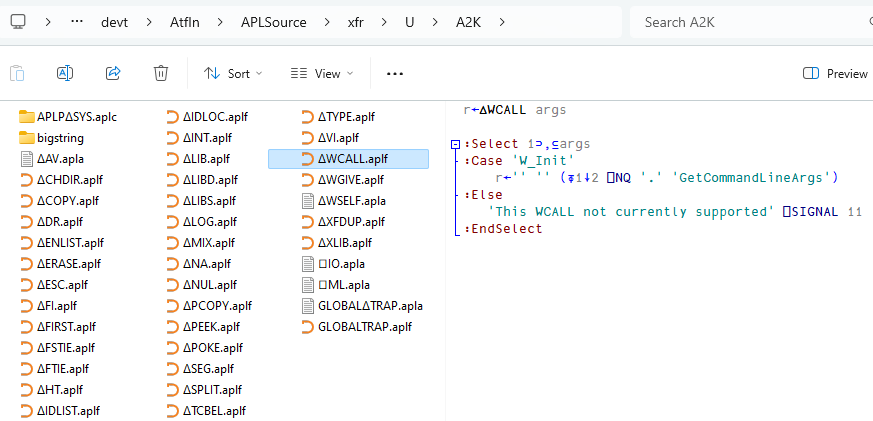 devt > AtfIn > APLSource > xfr > U > A2K >
Search A2K
Sort
View
Preview
APLP∆SYS.aplc
bigstring
∆AV.apla
∆CHDIR.aplf
∆COPY.aplf
∆DR.aplf
∆ENLIST.aplf
∆ERASE.aplf
∆ESC.aplf
∆FI.aplf
∆FIRST.aplf
∆FSTIE.aplf
∆FTIE.aplf
∆HT.aplf
∆IDLIST.aplf
∆IDLOC.aplf
∆INT.aplf
∆LIB.aplf
∆LIBD.aplf
∆LIBS.aplf
∆LOG.aplf
∆MIX.aplf
∆NA.aplf
∆NUL.aplf
∆PCOPY.aplf
∆PEEK.aplf
∆POKE.aplf
∆SEG.aplf
∆SPLIT.aplf
∆TCBEL.aplf
∆TYPE.aplf
∆VI.aplf
∆WCALL.aplf
∆WGIVE.aplf
∆WSELF.apla
∆XFDUP.aplf
∆XLIB.aplf
⎕IO.apla
⎕ML.apla
GLOBAL∆TRAP.apla
GLOBALTRAP.aplf
r←∆WCALL args
:Select 1⊃,⊆args
:Case 'W_Init'
r←'' '' (⍕1↓2 ⎕NQ '.' 'GetCommandLineArgs')
:Else
'This WCALL not currently supported' ⎕SIGNAL 11
:EndSelect